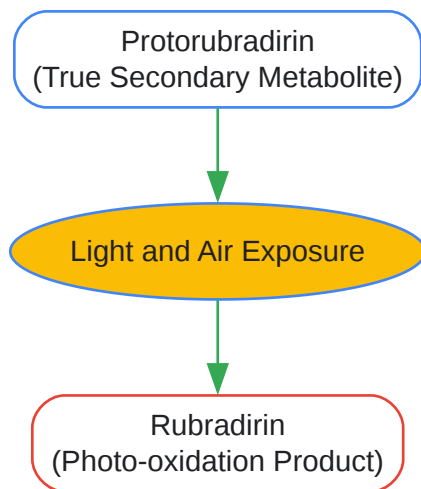 Protorubradirin
(True Secondary Metabolite)
Light and Air Exposure
Rubradirin
(Photo-oxidation Product)